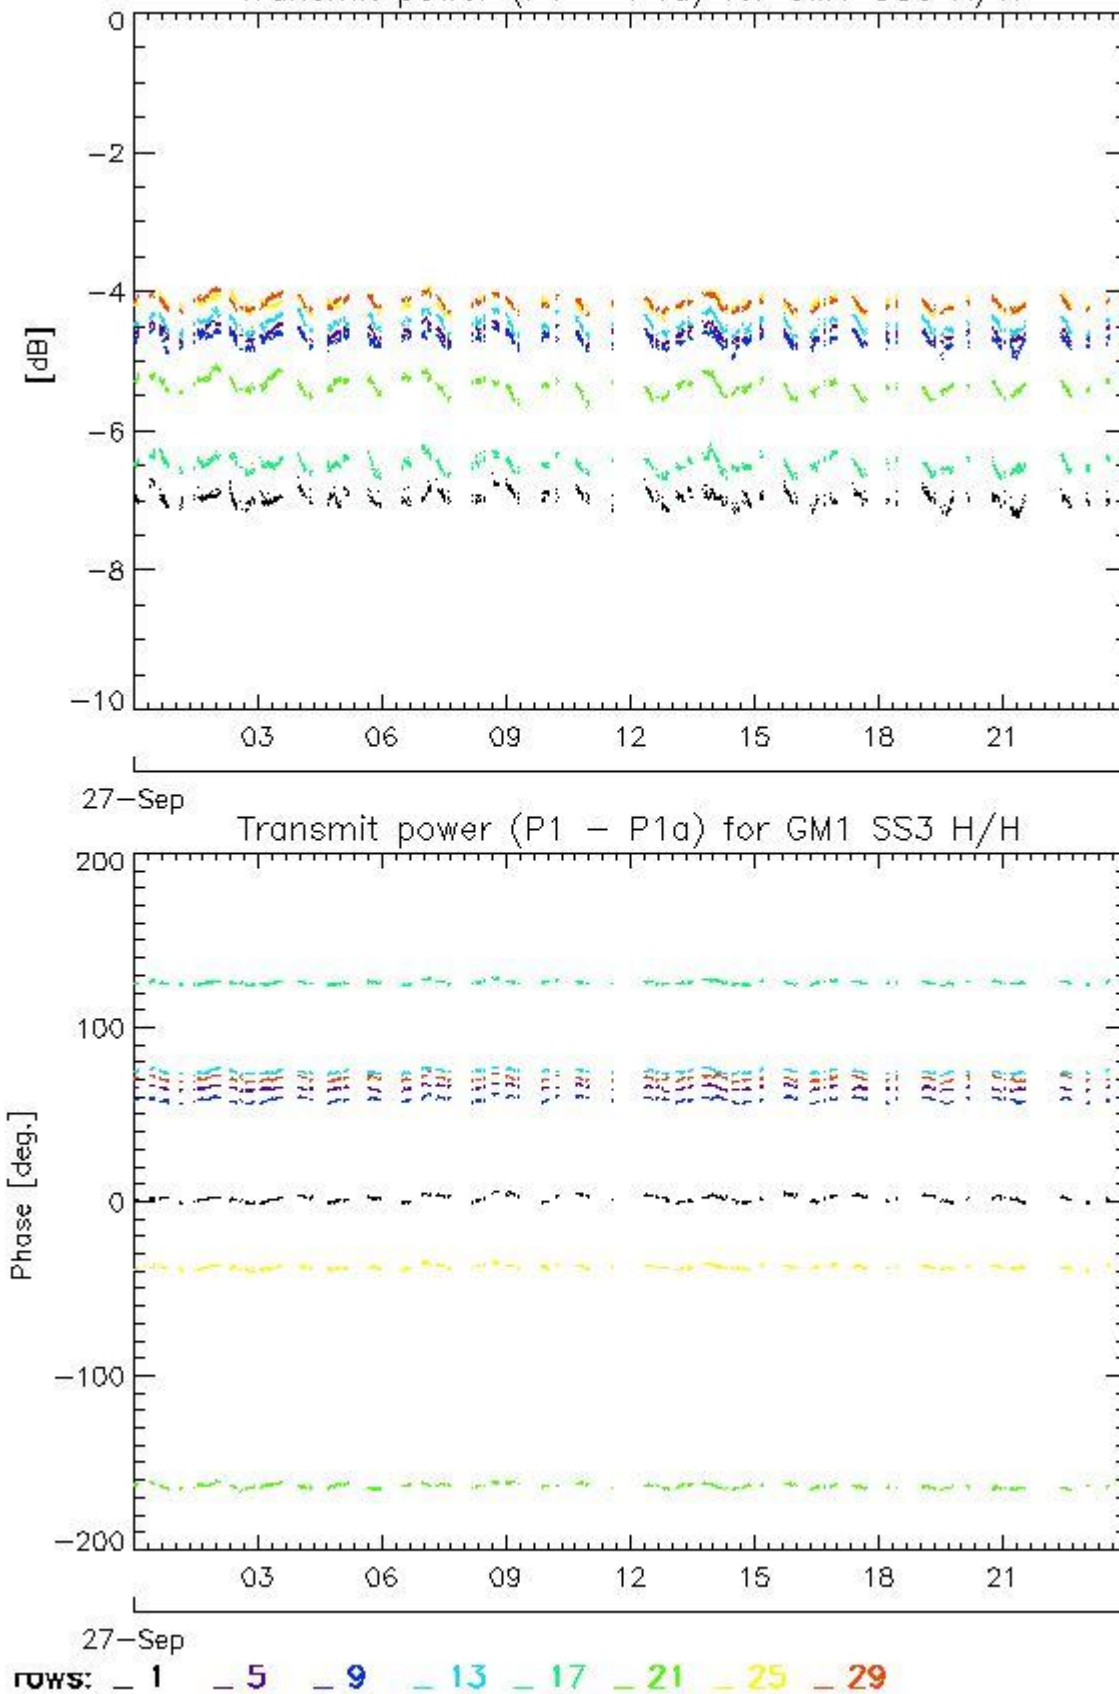 0
-2
-4
-6
-8
-10
[dB]
03 06 09 12 15 18 21
27-Sep
Transmit power (P1 - P1a) for GM1 SS3 H/H
200
100
0
-100
-200
Phase [deg.]
03 06 09 12 15 18 21
27-Sep
rows: _ 1 _ 5 _ 9 _ 13 _ 17 _ 21 _ 25 _ 29